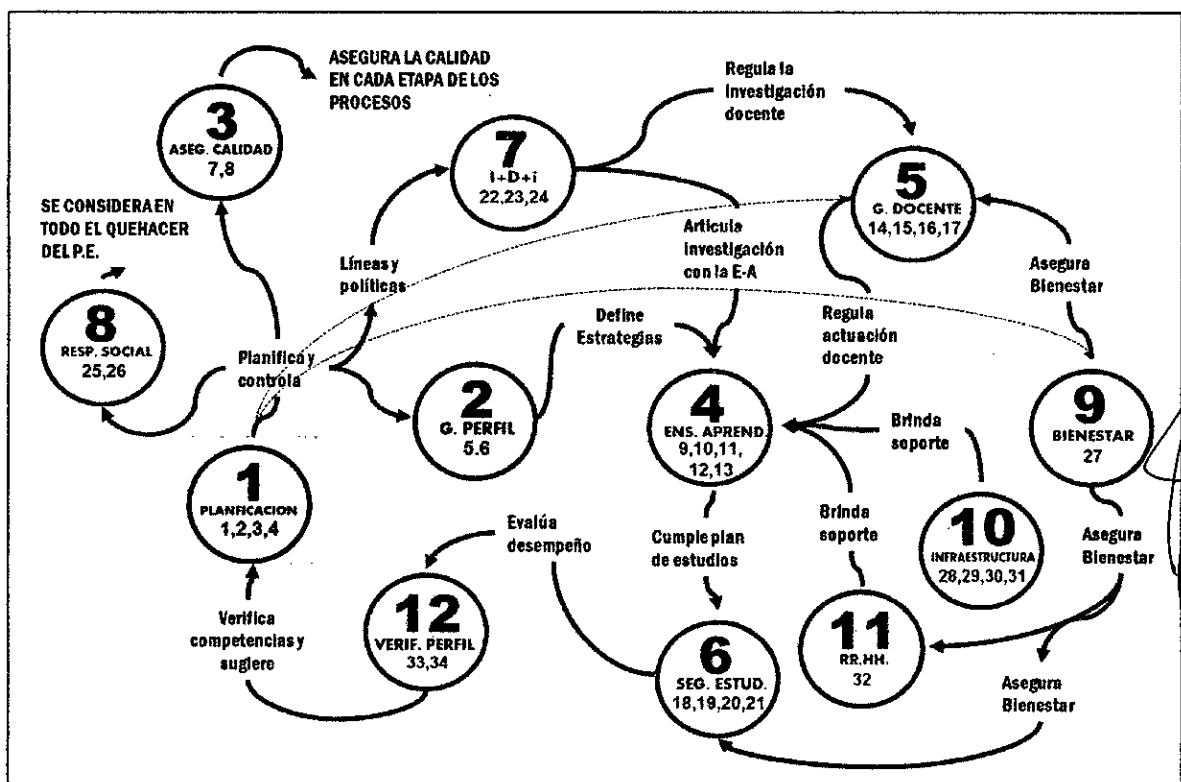 ASEGURA LA CALIDAD
EN CADA ETAPA DE LOS
PROCESOS
3
ASEG. CALIDAD
7,8
Regula la
investigación
docente
7
I+D+i
22,23,24
5
G. DOCENTE
14,15,16,17
SE CONSIDERA EN
TODO EL QUEHACER
DEL P.E.
Líneas y
políticas
Articula
investigación
con la E-A
Asegura
Bienestar
8
RESP. SOCIAL
25,26
Planifica y
controla
Define
Estrategias
Regula
actuación
docente
2
G. PERFIL
5.6
4
ENS. APREND.
9,10,11,
12,13
Brinda
soporte
9
BIENESTAR
27
1
PLANFICACION
1,2,3,4
Evalúa
desempeño
Cumple plan
de estudios
Brinda
soporte
10
INFRAESTRUCTURA
28,29,30,31
Asegura
Bienestar
Verifica
competencias y
sugiere
12
VERIF. PERFIL
33,34
6
SEG. ESTUD.
18,19,20,21
11
RR.HH.
32
Asegura
Bienestar